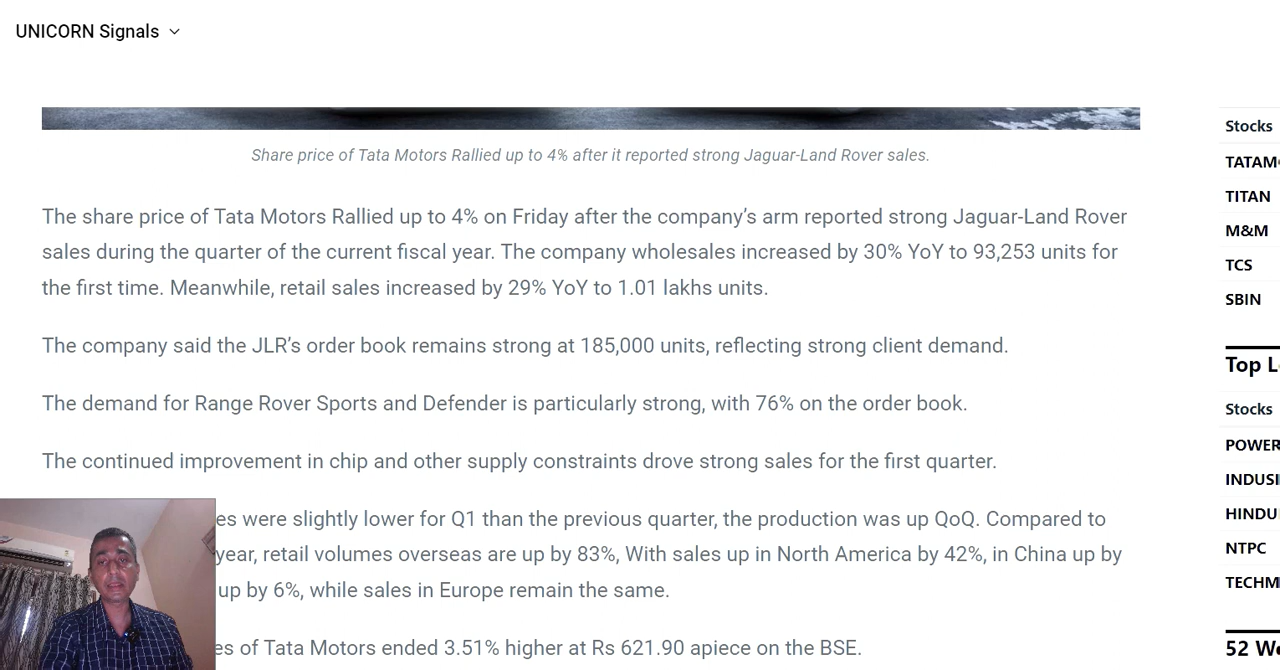 UNICORN Signals
Share price of Tata Motors Rallied up to 4% after it reported strong Jaguar-Land Rover sales.
The share price of Tata Motors Rallied up to 4% on Friday after the company’s arm reported strong Jaguar-Land Rover
sales during the quarter of the current fiscal year. The company wholesales increased by 30% YoY to 93,253 units for
the first time. Meanwhile, retail sales increased by 29% YoY to 1.01 lakhs units.
The company said the JLR’s order book remains strong at 185,000 units, reflecting strong client demand.
The demand for Range Rover Sports and Defender is particularly strong, with 76% on the order book.
The continued improvement in chip and other supply constraints drove strong sales for the first quarter.
es were slightly lower for Q1 than the previous quarter, the production was up QoQ. Compared to
year, retail volumes overseas are up by 83%, With sales up in North America by 42%, in China up by
up by 6%, while sales in Europe remain the same.
es of Tata Motors ended 3.51% higher at Rs 621.90 apiece on the BSE.
Stocks
TATAM
TITAN
M&M
TCS
SBIN
Top L
Stocks
POWER
INDUSI
HINDU
NTPC
TECHM
52 We